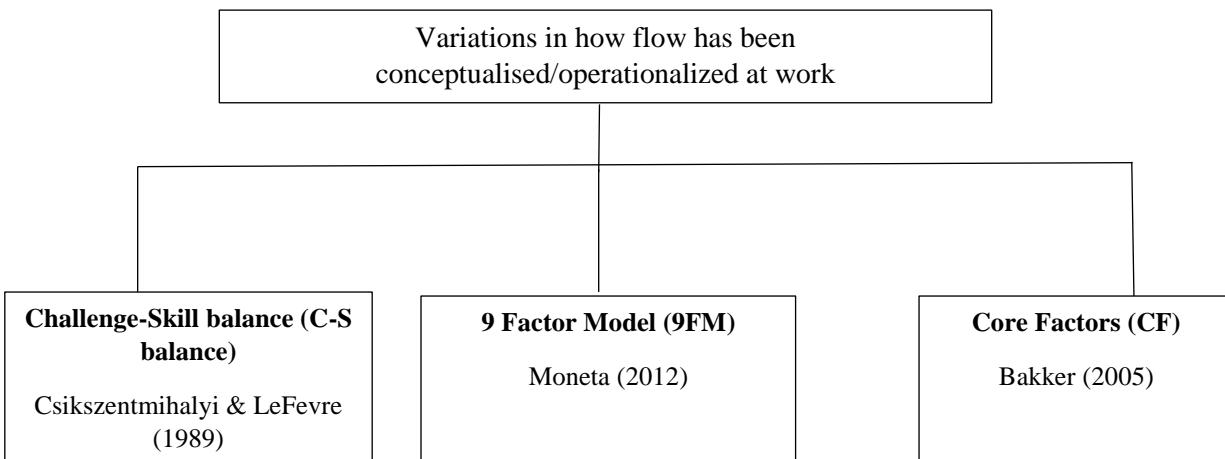 Variations in how flow has been
conceptualised/operationalized at work
Challenge-Skill balance (C-S
balance)
Csikszentmihalyi & LeFevre
(1989)
9 Factor Model (9FM)
Moneta (2012)
Core Factors (CF)
Bakker (2005)